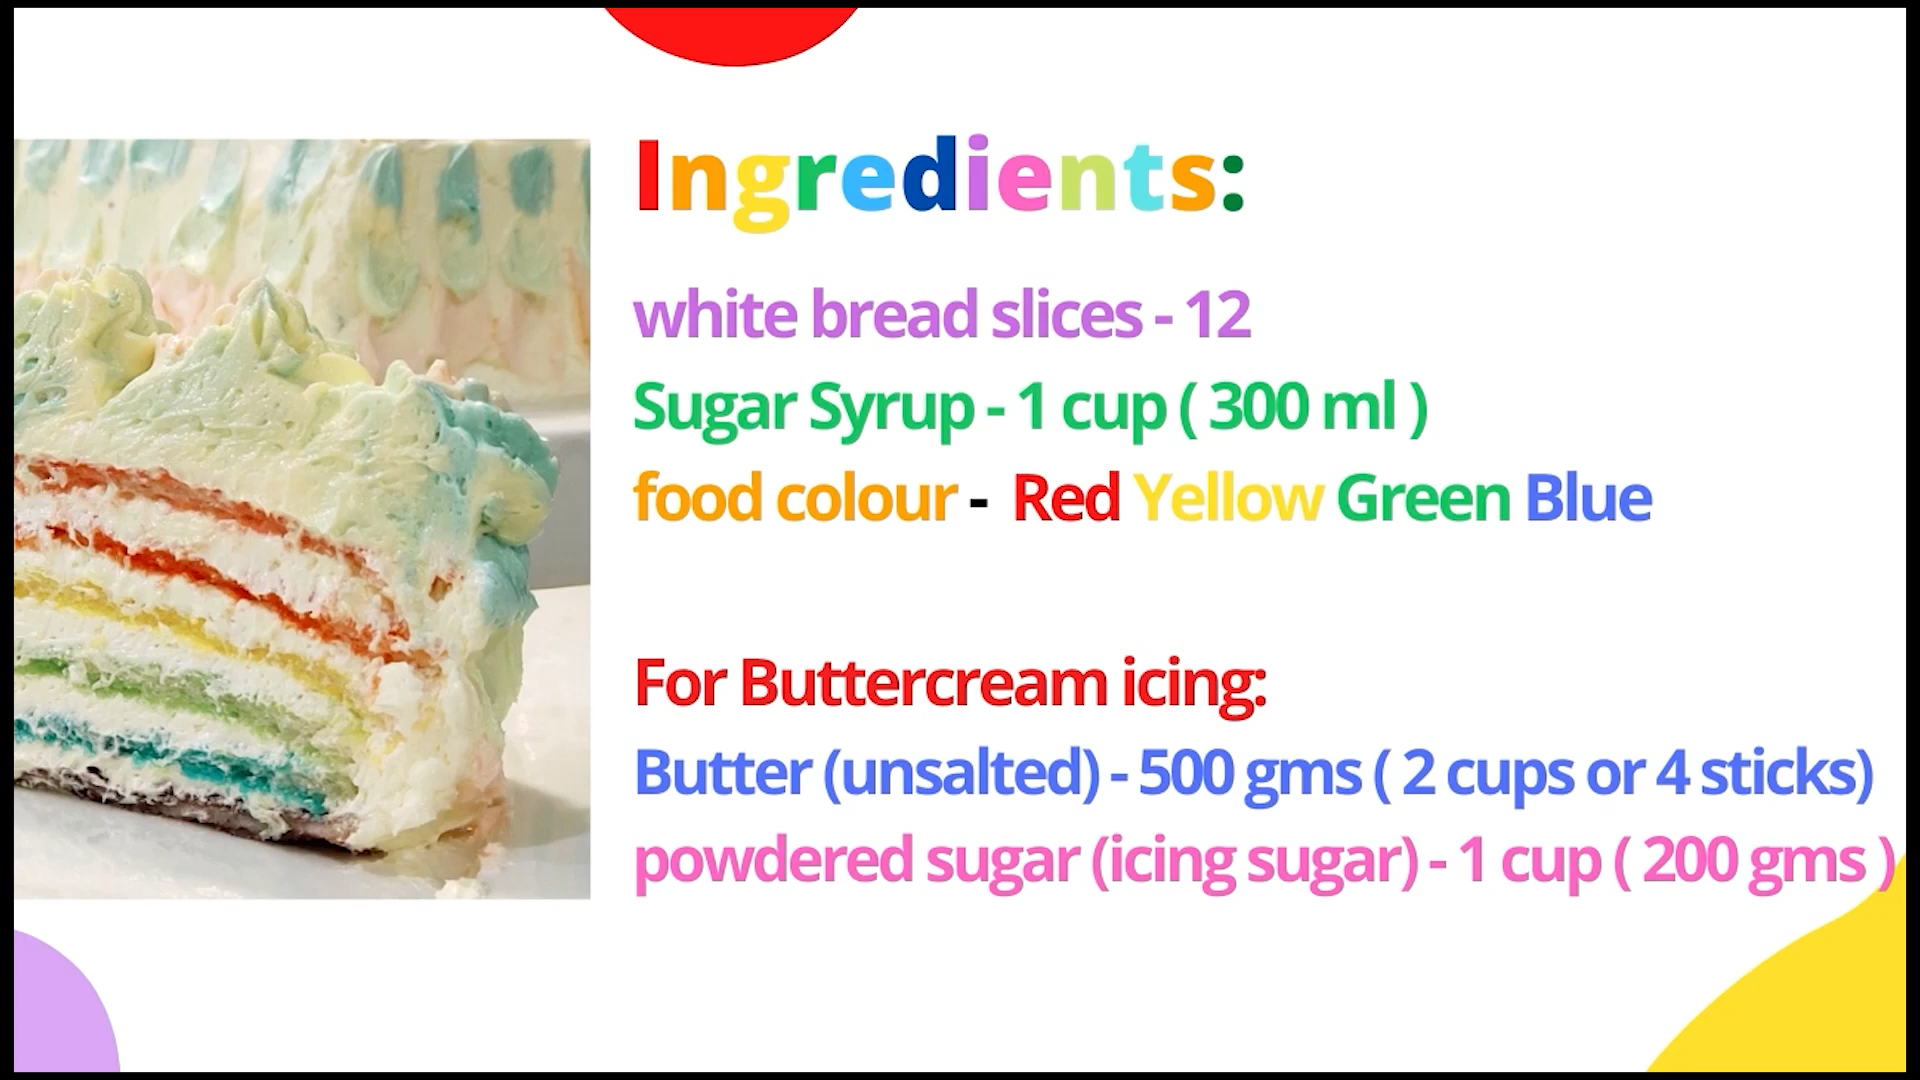 Ingredients:
white bread slices - 12
Sugar Syrup - 1 cup ( 300 ml )
food colour - Red Yellow Green Blue
For Buttercream icing:
Butter (unsalted) - 500 gms ( 2 cups or 4 sticks)
powdered sugar (icing sugar) - 1 cup ( 200 gms )